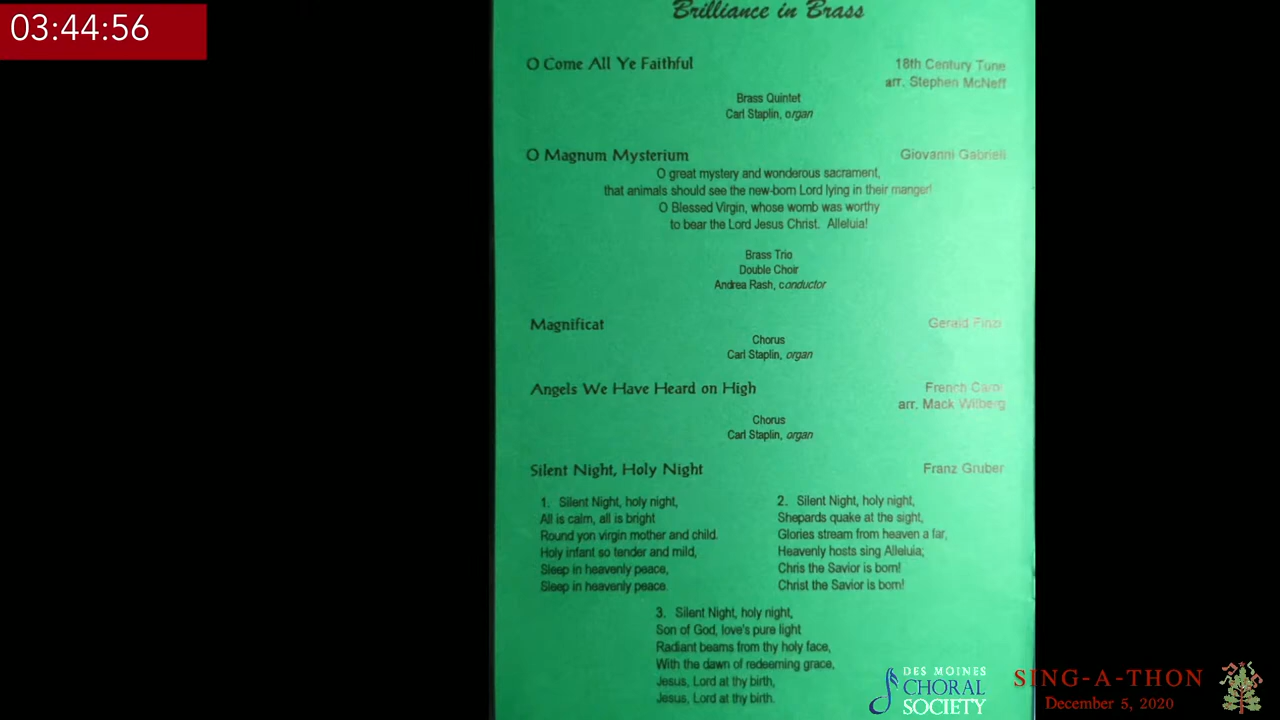 03:44:56
Brilliance in Brass
O Come All Ye Faithful 18th Century Tune
arr. Stephen McNeff
Brass Quintet
Carl Staplin, organ
O Magnum Mysterium Giovanni Gabrieli
O great mystery and wonderous sacrament,
that animals should see the new-born Lord lying in their manger!
O Blessed Virgin, whose womb was worthy
to bear the Lord Jesus Christ. Alleluia!
Brass Trio
Double Choir
Andrea Rash, conductor
Magnificat Gerald Finzi
Chorus
Carl Staplin, organ
Angels We Have Heard on High French Carol
arr. Mack Wilberg
Chorus
Carl Staplin, organ
Silent Night, Holy Night Franz Gruber
1. Silent Night, holy night,
All is calm, all is bright
Round yon virgin mother and child.
Holy infant so tender and mild,
Sleep in heavenly peace,
Sleep in heavenly peace.
2. Silent Night, holy night,
Shepards quake at the sight,
Glories stream from heaven a far,
Heavenly hosts sing Alleluia;
Chris the Savior is born!
Christ the Savior is born!
3. Silent Night, holy night,
Son of God, love's pure light
Radiant beams from thy holy face,
With the dawn of redeeming grace,
Jesus, Lord at thy birth,
Jesus, Lord at thy birth.
DES MOINES
CHORAL
SOCIETY
SING-A-THON
December 5, 2020